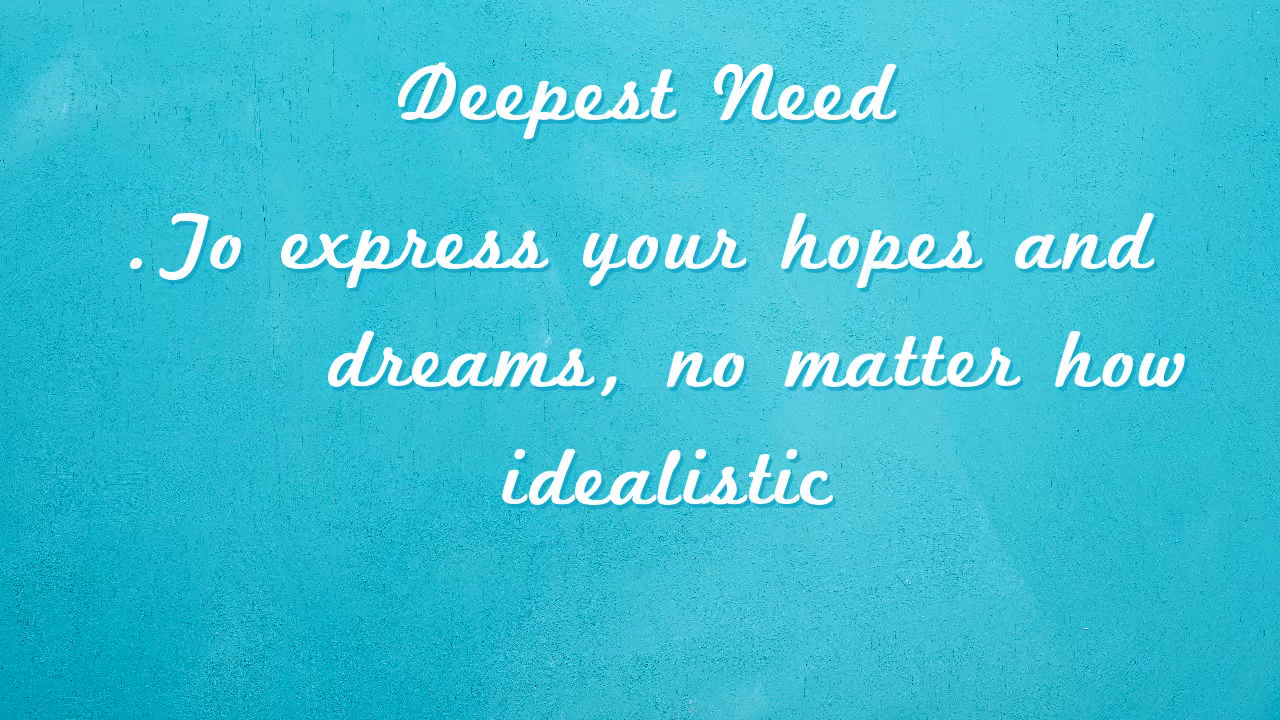 Deepest Need
.To express your hopes and
dreams, no matter how
idealistic